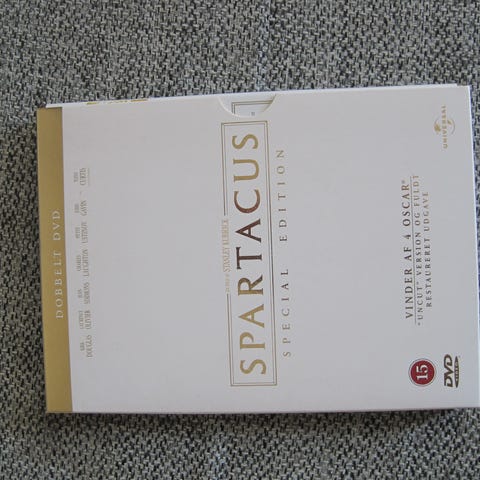 DOBBELT DVD
KIRK LAURENCE JEAN CHARLES PETER JOHN TONY
DOUGLAS OLIVIER SIMMONS LAUGHTON USTINOV GAVIN CURTIS
STANLEY KUBRICK
SPARTACUS
SPECIAL EDITION
VINDER AF 4 OSCAR®
"UNCUT" VERSION OG FULDT
RESTAURERET UDGAVE
15
DVD
VIDEO
UNIVERSAL